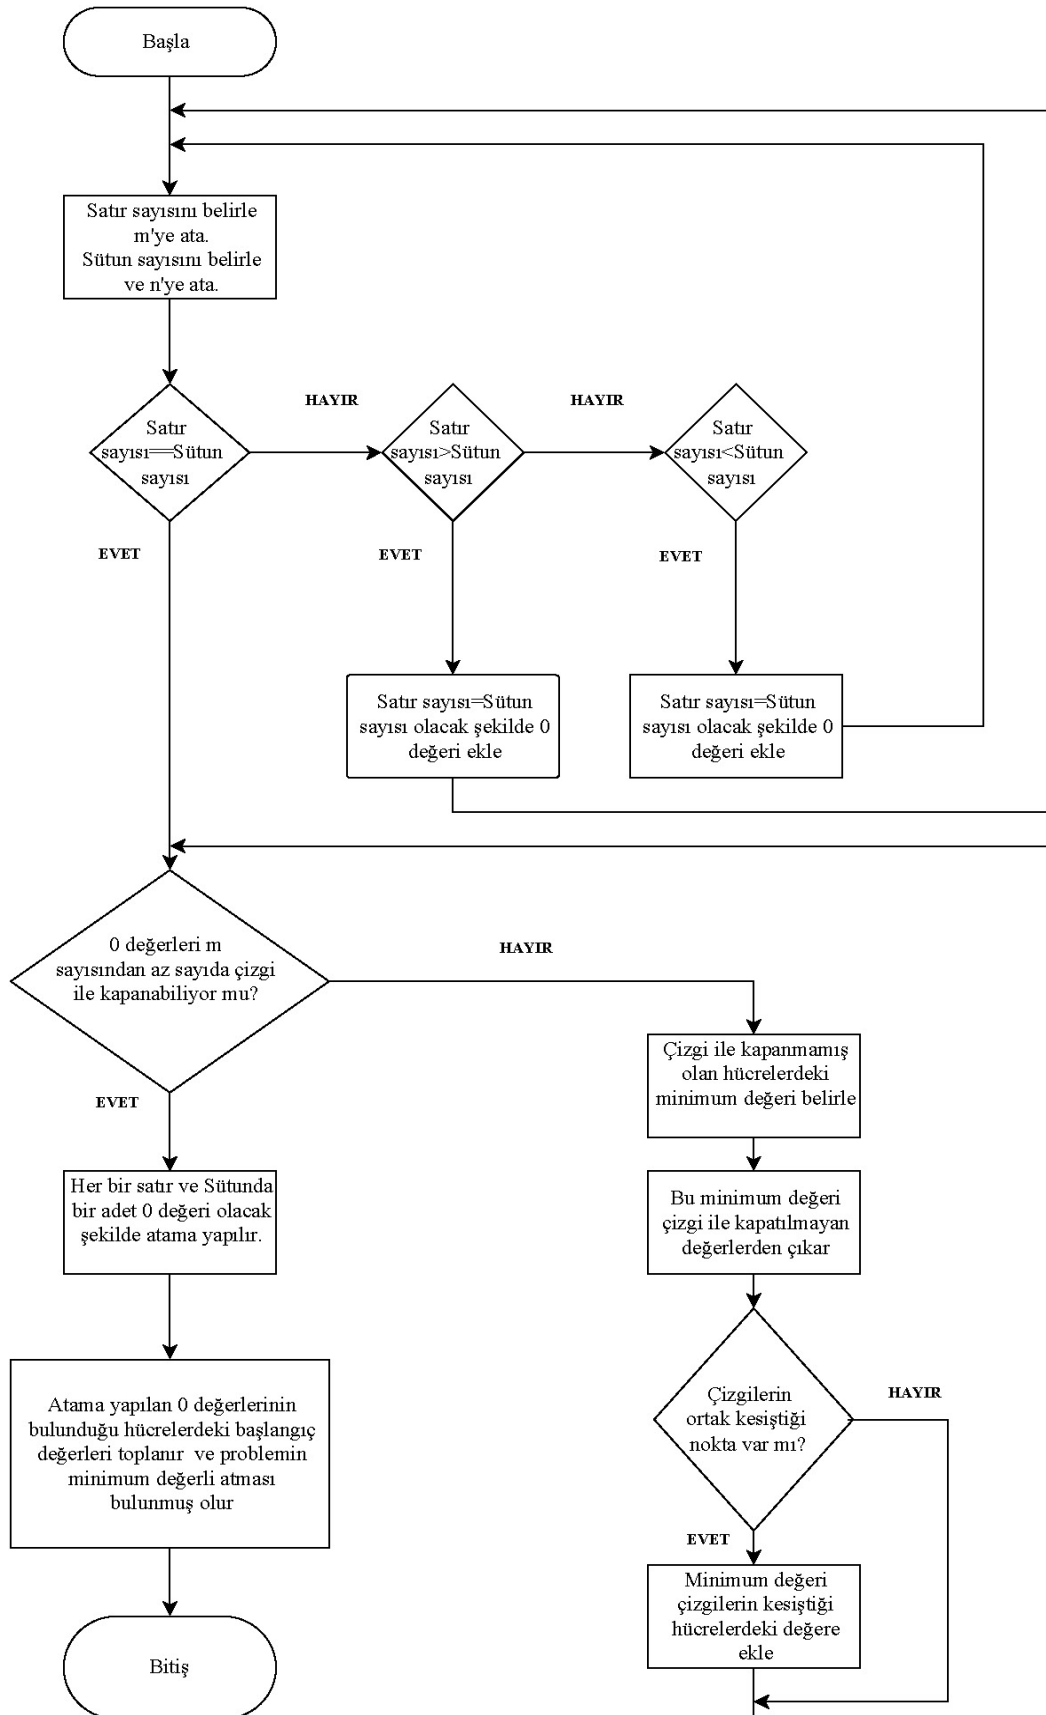 Başla
Satır sayısını belirle
m'ye ata.
Sütun sayısını belirle
ve n'ye ata.
Satır
sayısı==Sütun
sayısı
HAYIR
Satır
sayısı>Sütun
sayısı
HAYIR
Satır
sayısı<Sütun
sayısı
EVET
EVET
EVET
Satır sayısı=Sütun
sayısı olacak şekilde 0
değeri ekle
Satır sayısı=Sütun
sayısı olacak şekilde 0
değeri ekle
0 değerleri m
sayısından az sayıda çizgi
ile kapanabiliyor mu?
HAYIR
EVET
Çizgi ile kapanmamış
olan hücrelerdeki
minimum değeri belirle
Her bir satır ve Sütunda
bir adet 0 değeri olacak
şekilde atama yapılır.
Bu minimum değeri
çizgi ile kapatılmayan
değerlerden çıkar
Atama yapılan 0 değerlerinin
bulunduğu hücrelerdeki başlangıç
değerleri toplanır ve problemin
minimum değerli atması
bulunmuş olur
Çizgilerin
ortak kesiştiği
nokta var mı?
HAYIR
EVET
Minimum değeri
çizgilerin kesiştiği
hücrelerdeki değere
ekle
Bitiş